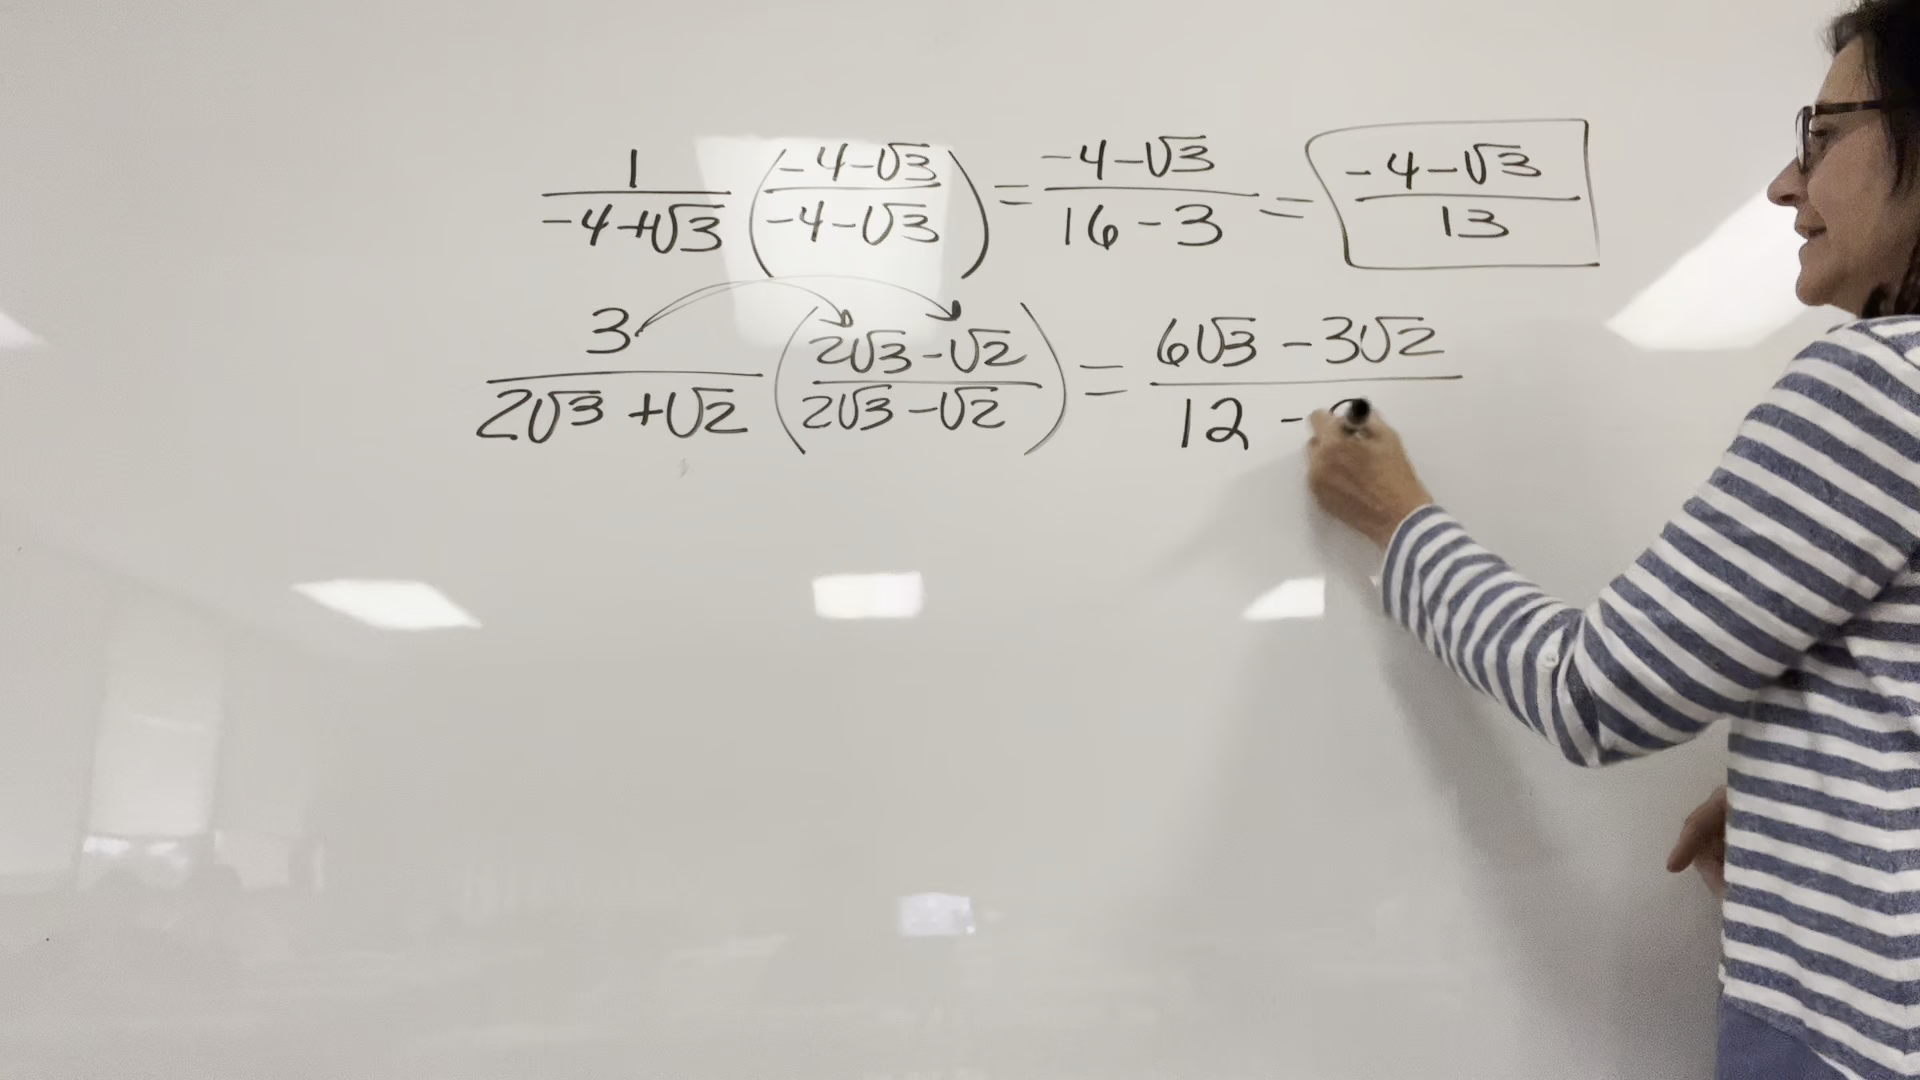 1/(-4+√3) ((-4-√3)/(-4-√3)) = (-4-√3)/(16-3) = (-4-√3)/13
3/(2√3+√2) ((2√3-√2)/(2√3-√2)) = (6√3-3√2)/(12-